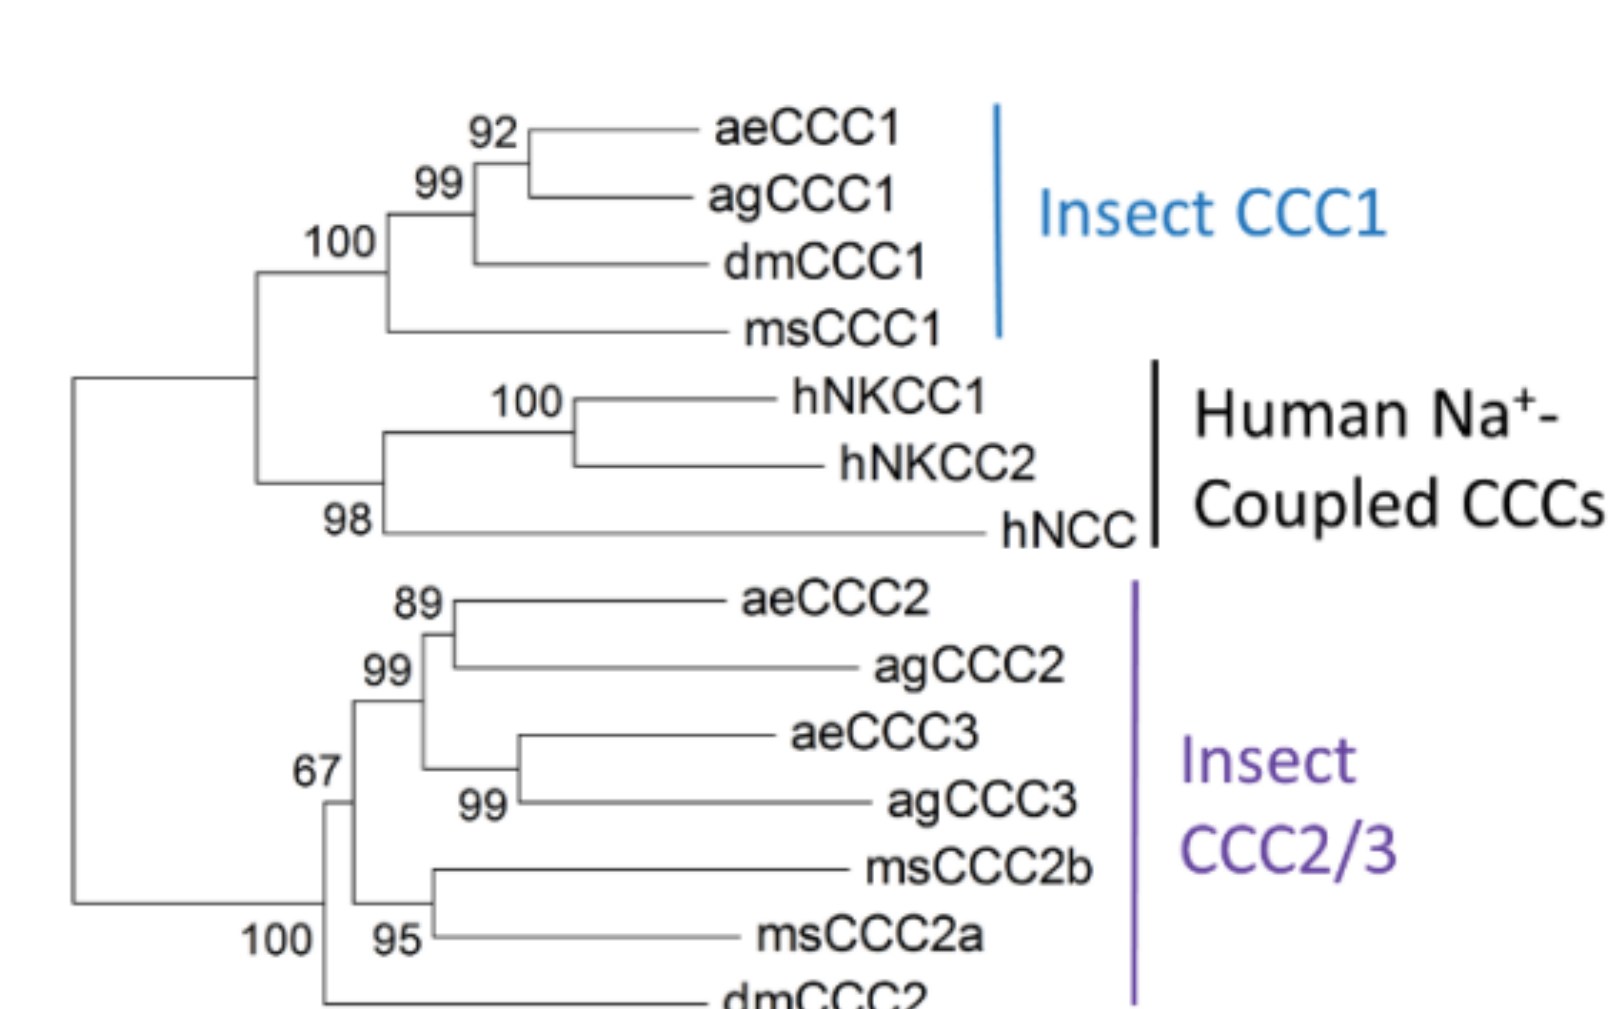 92
aeCCC1
99
agCCC1
Insect CCC1
100
dmCCC1
msCCC1
100
hNKCC1
Human Na⁺-
hNKCC2
Coupled CCCs
98
hNCC
89
aeCCC2
99
agCCC2
aeCCC3
Insect
67
99
agCCC3
CCC2/3
msCCC2b
100
95
msCCC2a
dmCCC2